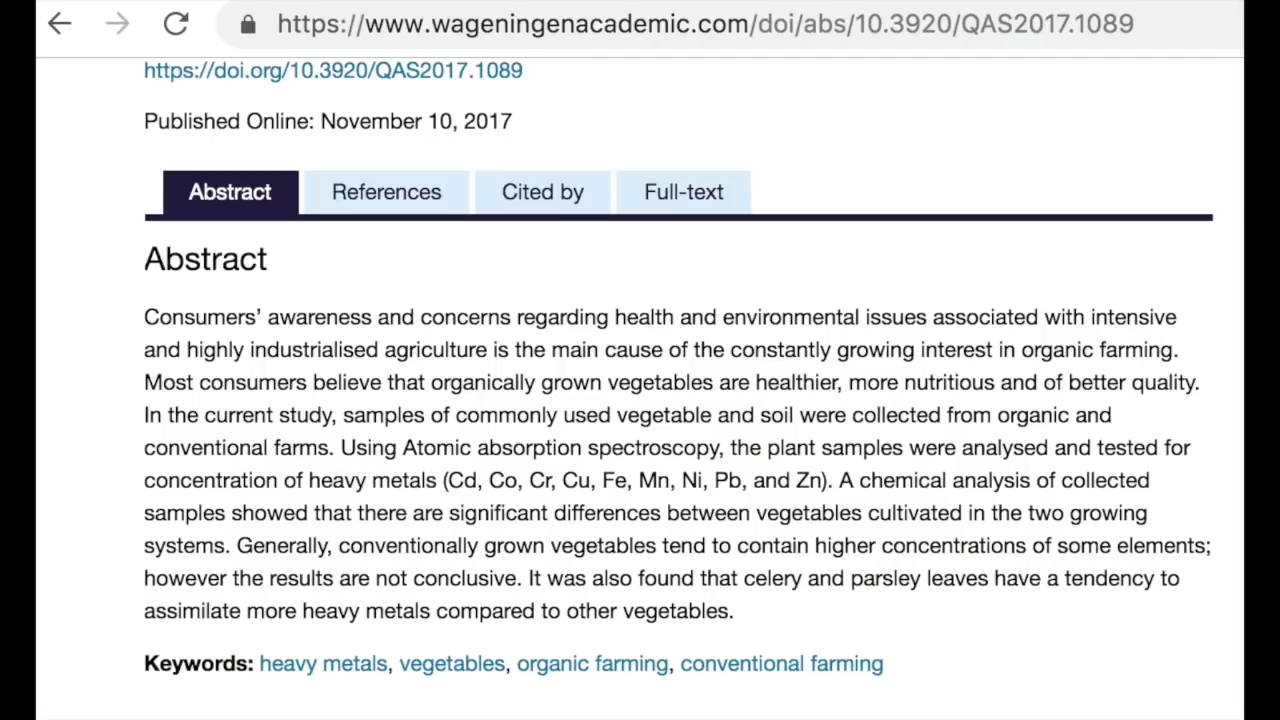 https://www.wageningenacademic.com/doi/abs/10.3920/QAS2017.1089
https://doi.org/10.3920/QAS2017.1089
Published Online: November 10, 2017
Abstract References Cited by Full-text
Abstract
Consumers’ awareness and concerns regarding health and environmental issues associated with intensive
and highly industrialised agriculture is the main cause of the constantly growing interest in organic farming.
Most consumers believe that organically grown vegetables are healthier, more nutritious and of better quality.
In the current study, samples of commonly used vegetable and soil were collected from organic and
conventional farms. Using Atomic absorption spectroscopy, the plant samples were analysed and tested for
concentration of heavy metals (Cd, Co, Cr, Cu, Fe, Mn, Ni, Pb, and Zn). A chemical analysis of collected
samples showed that there are significant differences between vegetables cultivated in the two growing
systems. Generally, conventionally grown vegetables tend to contain higher concentrations of some elements;
however the results are not conclusive. It was also found that celery and parsley leaves have a tendency to
assimilate more heavy metals compared to other vegetables.
Keywords: heavy metals, vegetables, organic farming, conventional farming